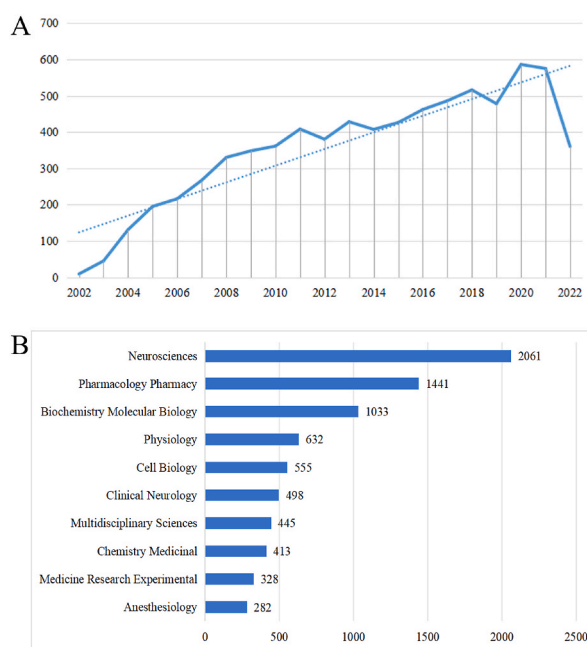 A
700
600
500
400
300
200
100
0
2002 2004 2006 2008 2010 2012 2014 2016 2018 2020 2022
B
Neurosciences 2061
Pharmacology Pharmacy 1441
Biochemistry Molecular Biology 1033
Physiology 632
Cell Biology 555
Clinical Neurology 498
Multidisciplinary Sciences 445
Chemistry Medicinal 413
Medicine Research Experimental 328
Anesthesiology 282
0 500 1000 1500 2000 2500